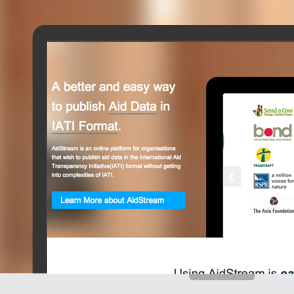 A better and easy way
to publish Aid Data in
IATI Format.
AidStream is an online platform for organisations
that wish to publish aid data in the International Aid
Transparency Initiative(IATI) format without getting
into complexities of IATI.
Learn More about AidStream
Send a Cow
bond
TRAIDCRAFT
RSPB
a million
voices for
nature
The Asia Foundation
Using AidStream is